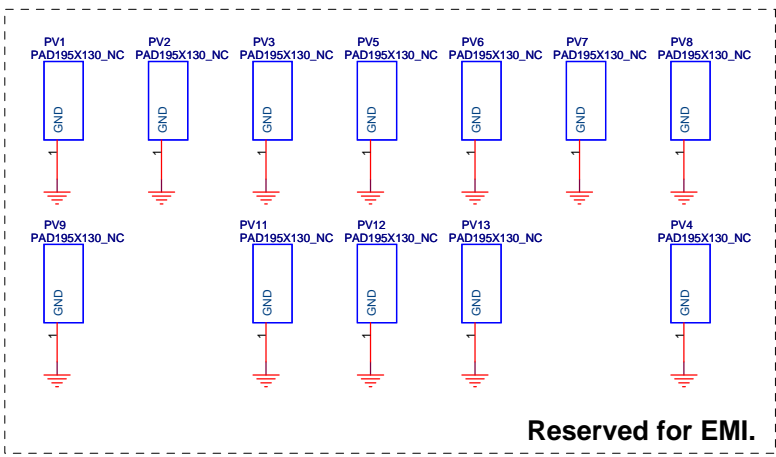 PV1 PV2 PV3 PV5 PV6 PV7 PV8
PAD195X130_NC PAD195X130_NC PAD195X130_NC PAD195X130_NC PAD195X130_NC PAD195X130_NC PAD195X130_NC
GND GND GND GND GND GND GND
1 1 1 1 1 1 1
PV9 PV11 PV12 PV13 PV4
PAD195X130_NC PAD195X130_NC PAD195X130_NC PAD195X130_NC PAD195X130_NC
GND GND GND GND GND
1 1 1 1 1
Reserved for EMI.